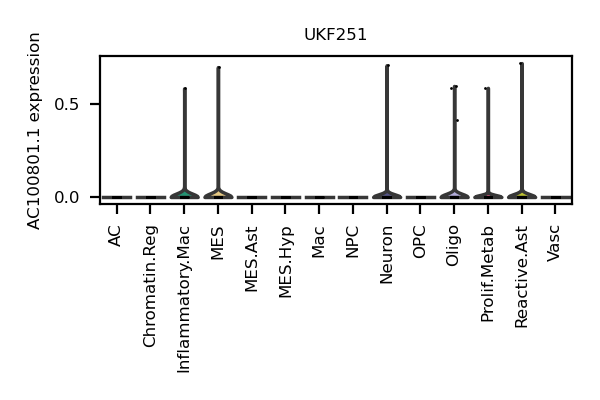 UKF251
AC100801.1 expression
0.5
0.0
AC
Chromatin.Reg
Inflammatory.Mac
MES
MES.Ast
MES.Hyp
Mac
NPC
Neuron
OPC
Oligo
Prolif.Metab
Reactive.Ast
Vasc